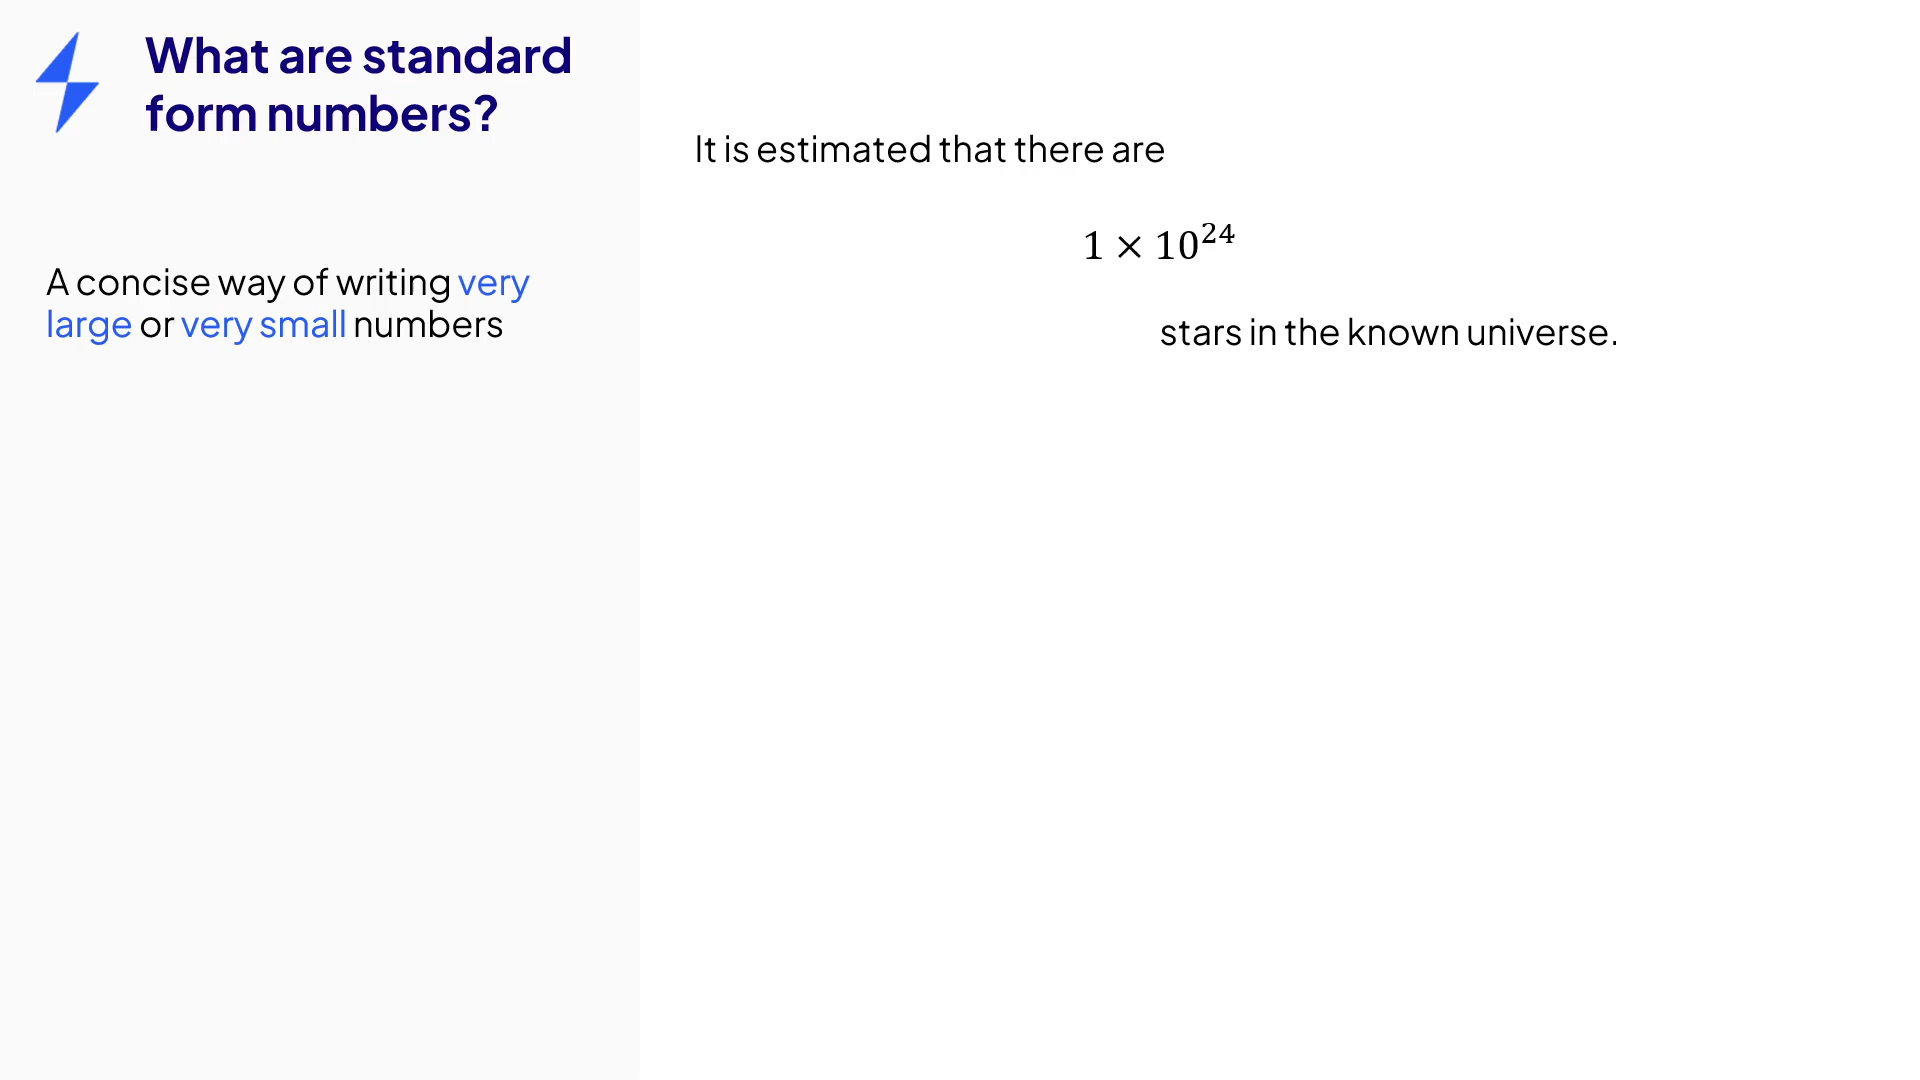 What are standard
form numbers?
A concise way of writing very
large or very small numbers
It is estimated that there are
1 × 10²⁴
stars in the known universe.